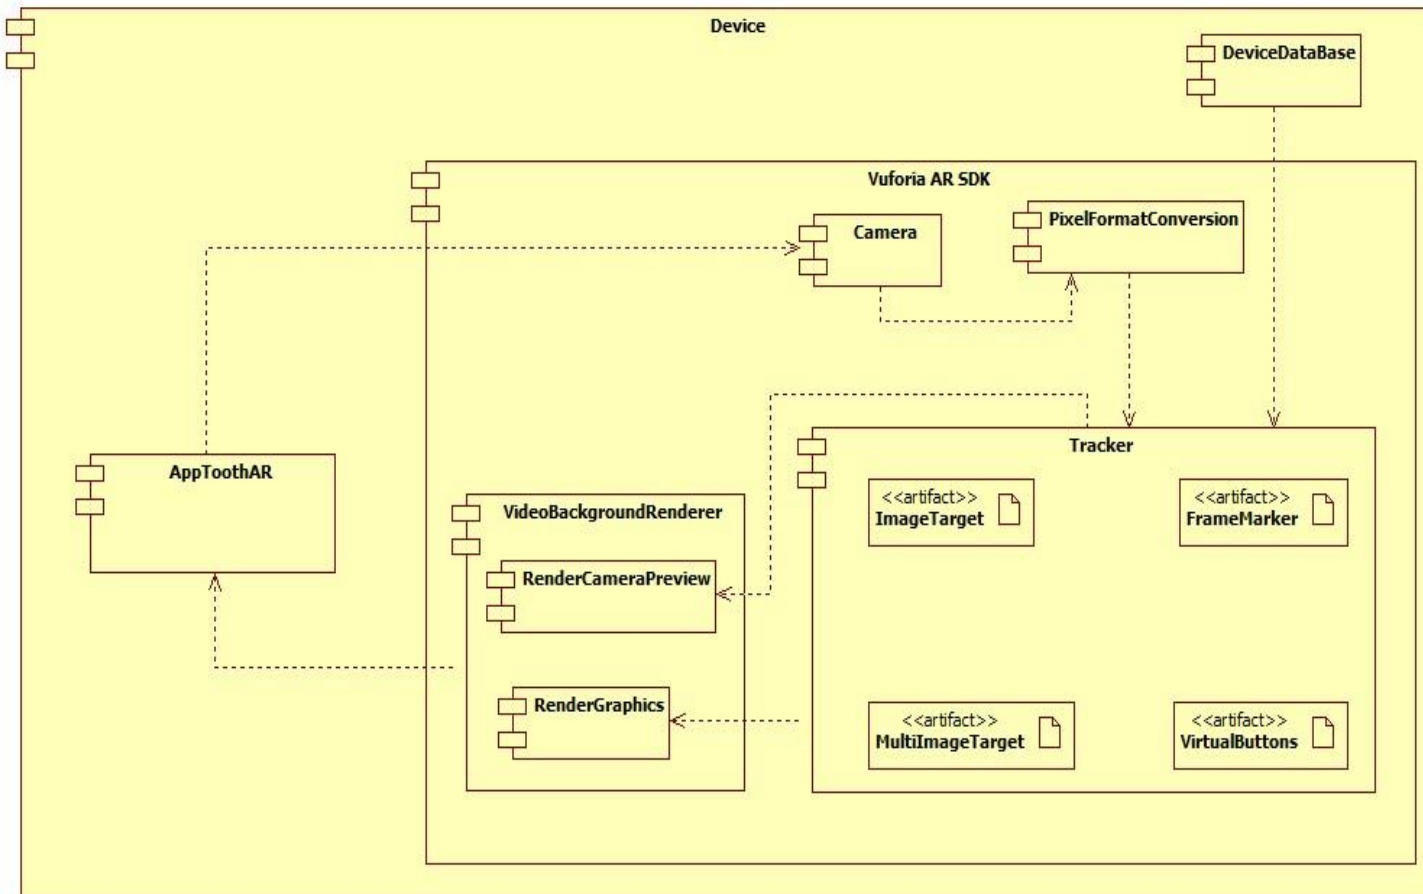 Device
DeviceDataBase
Vuforia AR SDK
Camera
PixelFormatConversion
AppToothAR
Tracker
VideoBackgroundRenderer
RenderCameraPreview
RenderGraphics
<<artifact>>
ImageTarget
<<artifact>>
FrameMarker
<<artifact>>
MultiImageTarget
<<artifact>>
VirtualButtons